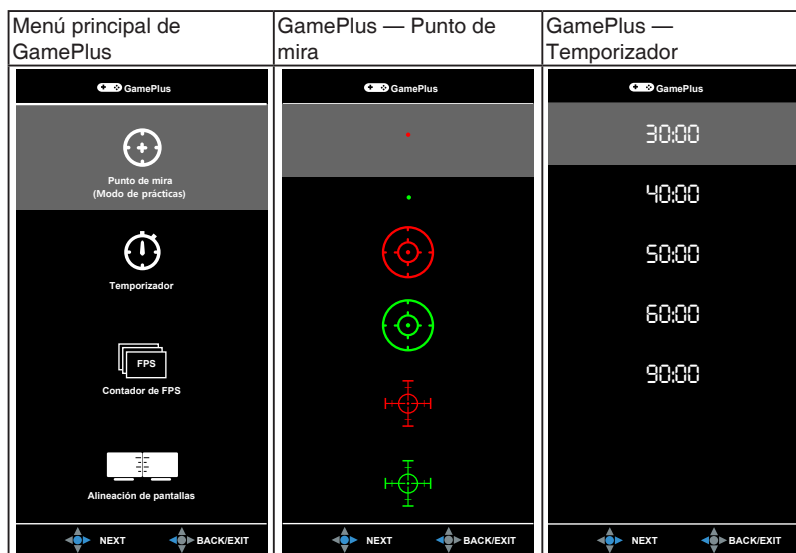 Menú principal de
GamePlus
GamePlus
Punto de mira
(Modo de prácticas)
Temporizador
FPS
Contador de FPS
Alineación de pantallas
NEXT BACK/EXIT
GamePlus — Punto de
mira
GamePlus
NEXT BACK/EXIT
GamePlus —
Temporizador
GamePlus
30:00
40:00
50:00
60:00
90:00
NEXT BACK/EXIT